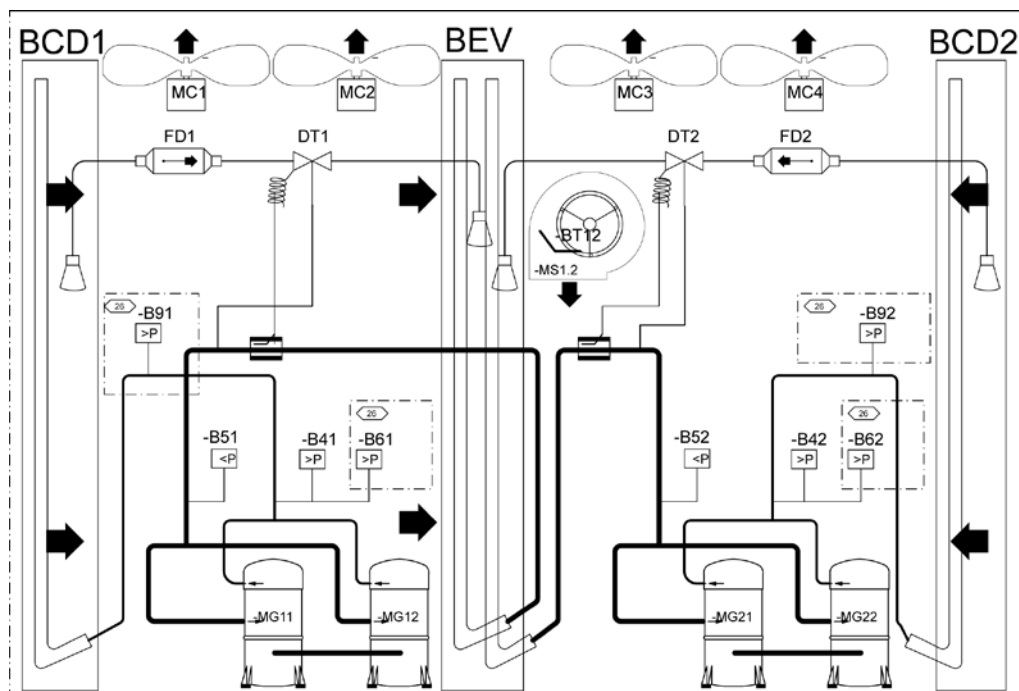 BCD1
BEV
BCD2
MC1
MC2
MC3
MC4
FD1
DT1
DT2
FD2
-BT12
-MS1.2
26
-B91
>P
26
-B92
>P
-B51
<P
-B41
>P
26
-B61
>P
-B52
<P
-B42
>P
26
-B62
>P
-MG11
-MG12
-MG21
-MG22